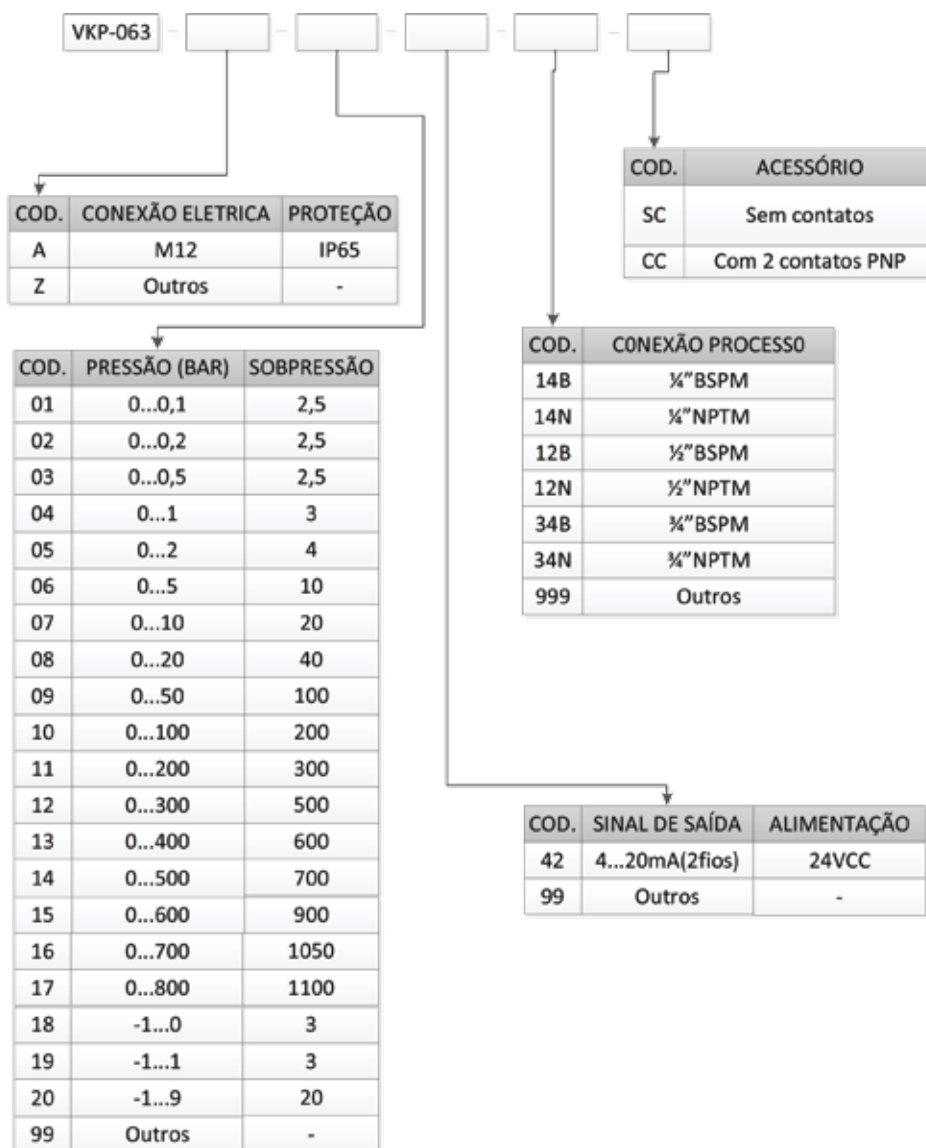 VKP-063 - - - - -
COD. ACESSÓRIO
SC Sem contatos
CC Com 2 contatos PNP
COD. CONEXÃO ELETRICA PROTEÇÃO
A M12 IP65
Z Outros -
COD. PRESSÃO (BAR) SOBPRESSÃO
01 0...0,1 2,5
02 0...0,2 2,5
03 0...0,5 2,5
04 0...1 3
05 0...2 4
06 0...5 10
07 0...10 20
08 0...20 40
09 0...50 100
10 0...100 200
11 0...200 300
12 0...300 500
13 0...400 600
14 0...500 700
15 0...600 900
16 0...700 1050
17 0...800 1100
18 -1...0 3
19 -1...1 3
20 -1...9 20
99 Outros -
COD. C0NEXÃO PROCESS0
14B ¼"BSPM
14N ¼"NPTM
12B ½"BSPM
12N ½"NPTM
34B ¾"BSPM
34N ¾"NPTM
999 Outros
COD. SINAL DE SAÍDA ALIMENTAÇÃO
42 4...20mA(2fios) 24VCC
99 Outros -